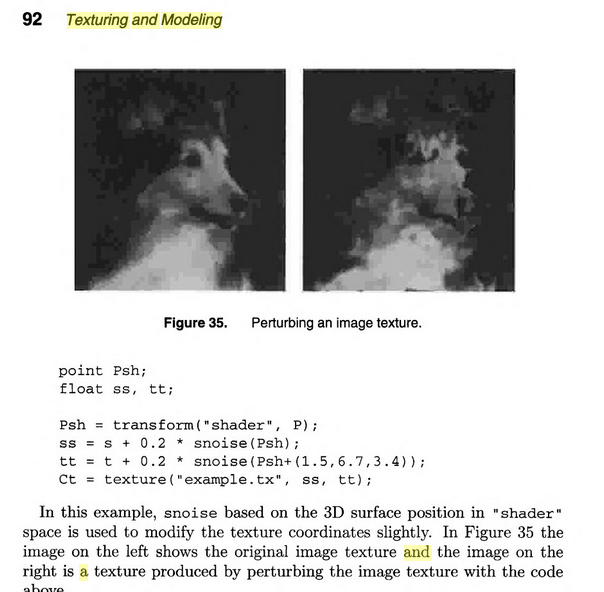 92 Texturing and Modeling
Figure 35. Perturbing an image texture.
point Psh;
float ss, tt;
Psh = transform("shader", P);
ss = s + 0.2 * snoise(Psh);
tt = t + 0.2 * snoise(Psh+(1.5,6.7,3.4));
Ct = texture("example.tx", ss, tt);
In this example, snoise based on the 3D surface position in "shader"
space is used to modify the texture coordinates slightly. In Figure 35 the
image on the left shows the original image texture and the image on the
right is a texture produced by perturbing the image texture with the code
above.